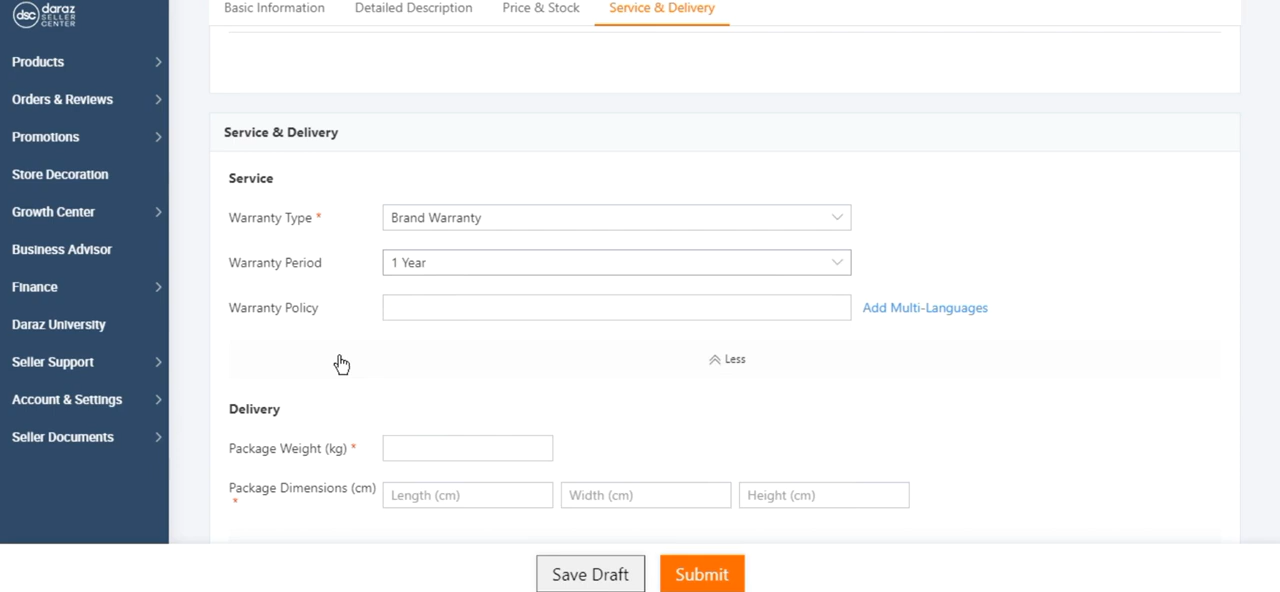 dsc daraz
SELLER
CENTER
Basic Information Detailed Description Price & Stock Service & Delivery
Products
Orders & Reviews
Promotions
Store Decoration
Growth Center
Business Advisor
Finance
Daraz University
Seller Support
Account & Settings
Seller Documents
Service & Delivery
Service
Warranty Type * Brand Warranty
Warranty Period 1 Year
Warranty Policy Add Multi-Languages
Less
Delivery
Package Weight (kg) *
Package Dimensions (cm) Length (cm) Width (cm) Height (cm)
*
Save Draft Submit